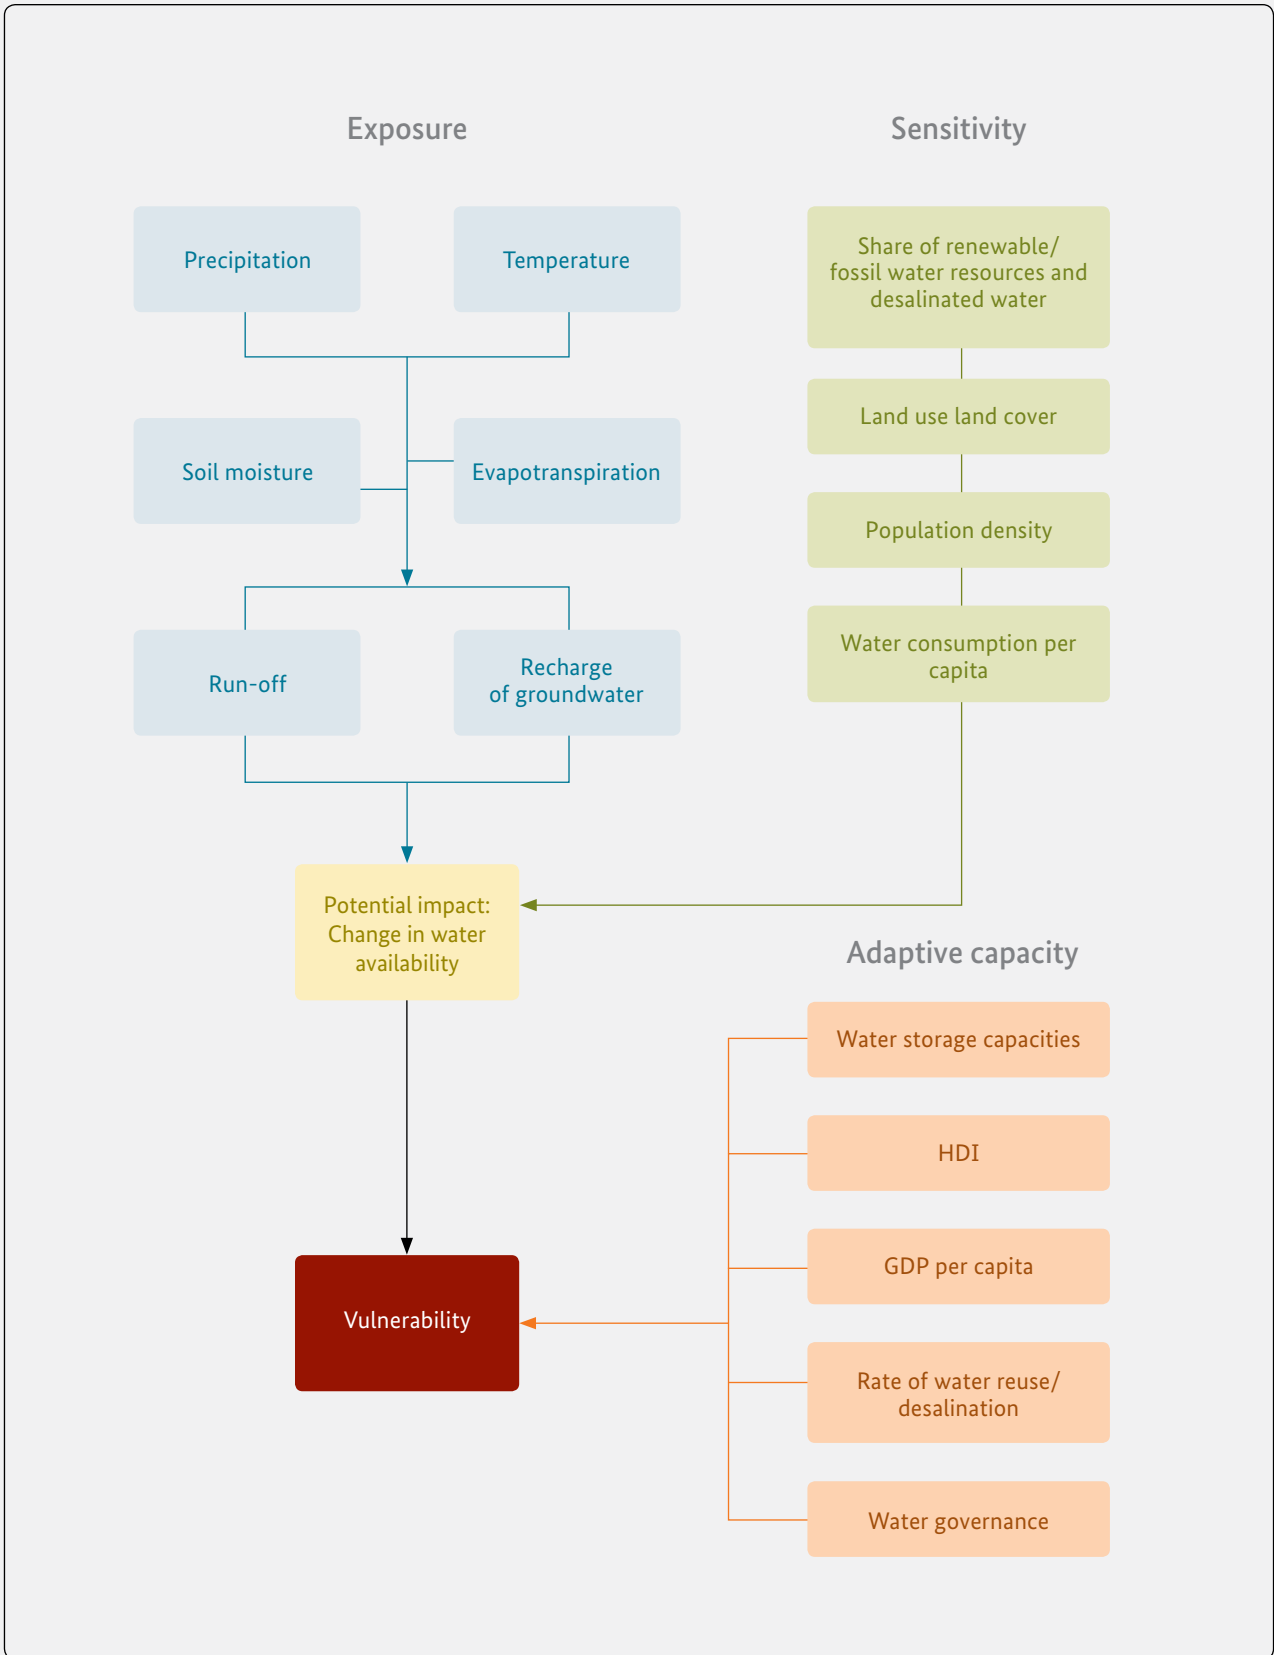 Exposure
Sensitivity
Precipitation
Temperature
Share of renewable/
fossil water resources and
desalinated water
Land use land cover
Soil moisture
Evapotranspiration
Population density
Run-off
Recharge
of groundwater
Water consumption per
capita
Potential impact:
Change in water
availability
Adaptive capacity
Water storage capacities
HDI
GDP per capita
Vulnerability
Rate of water reuse/
desalination
Water governance